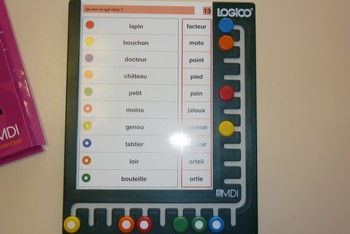 Qu'est-ce qui rime ?
13
LOGICO
lapin facteur
bouchon moto
docteur point
château pied
petit pain
moins jaloux
genou
tablier
loir orteil
bouteille ortie
MDI
MDI